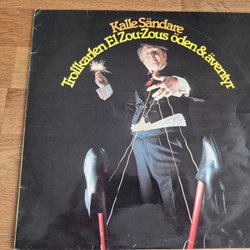 Kalle Sändare
Trollkarlen El Zou-Zous öden & äventyr